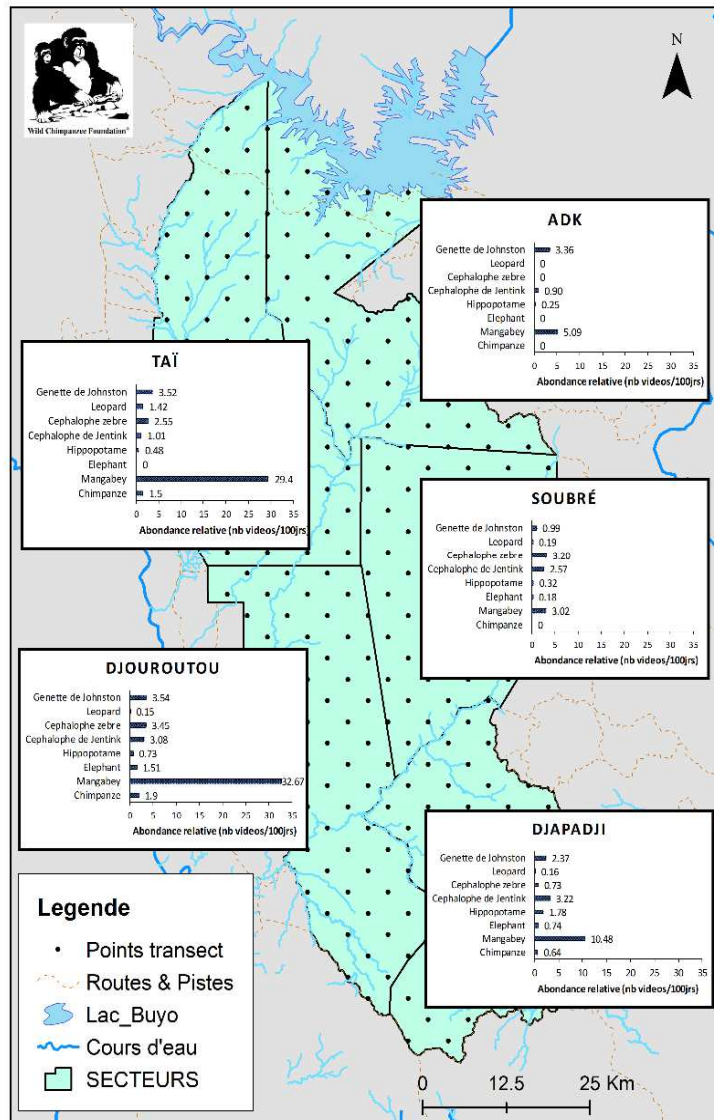 Wild Chimpanzee Foundation®
N
ADK
Genette de Johnston 3.36
Leopard 0
Cephalophe zebre 0
Cephalophe de Jentink 0.90
Hippopotame 0.25
Elephant 0
Mangabey 5.09
Chimpanze 0
0 5 10 15 20 25 30 35
Abondance relative (nb videos/100jrs)
TAÏ
Genette de Johnston 3.52
Leopard 1.42
Cephalophe zebre 2.55
Cephalophe de Jentink 1.01
Hippopotame 0.48
Elephant 0
Mangabey 29.4
Chimpanze 1.5
0 5 10 15 20 25 30 35
Abondance relative (nb videos/100jrs)
SOUBRÉ
Genette de Johnston 0.99
Leopard 0.19
Cephalophe zebre 3.20
Cephalophe de Jentink 2.57
Hippopotame 0.32
Elephant 0.18
Mangabey 3.02
Chimpanze 0
0 5 10 15 20 25 30 35
Abondance relative (nb videos/100jrs)
DJOUROUTOU
Genette de Johnston 3.54
Leopard 0.15
Cephalophe zebre 3.45
Cephalophe de Jentink 3.08
Hippopotame 0.73
Elephant 1.51
Mangabey 32.67
Chimpanze 1.9
0 5 10 15 20 25 30 35
Abondance relative (nb videos/100jrs)
DJAPADJI
Genette de Johnston 2.37
Leopard 0.16
Cephalophe zebre 0.73
Cephalophe de Jentink 3.22
Hippopotame 1.78
Elephant 0.74
Mangabey 10.48
Chimpanze 0.64
0 5 10 15 20 25 30 35
Abondance relative (nb videos/100jrs)
Legende
Points transect
Routes & Pistes
Lac_Buyo
Cours d'eau
SECTEURS
0 12.5 25 Km